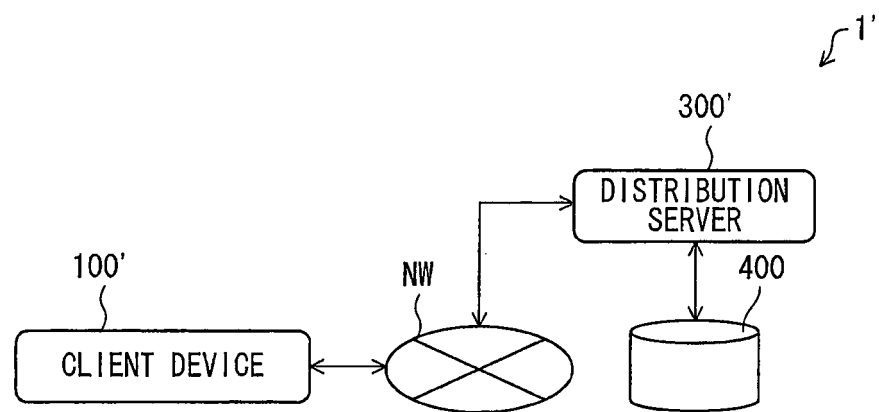 1'
300'
DISTRIBUTION
SERVER
100'
NW
400
CLIENT DEVICE